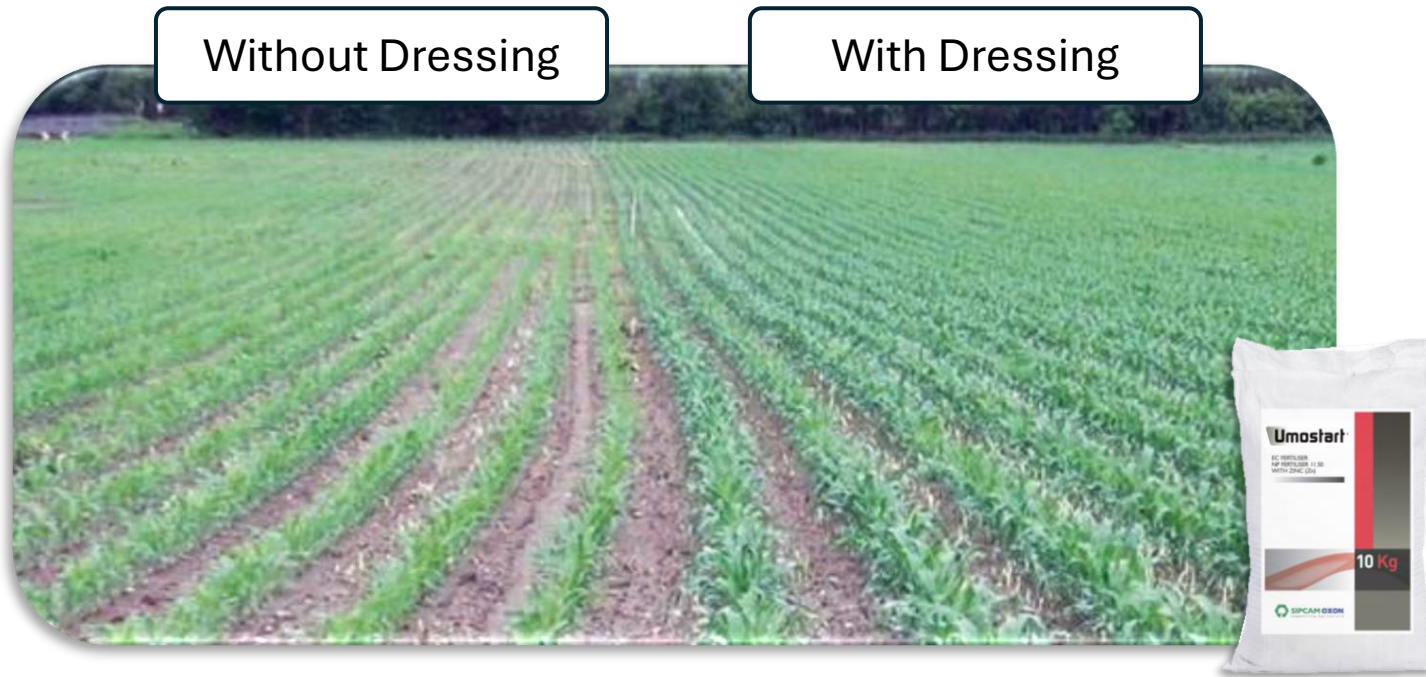 Without Dressing
With Dressing
Umostart
EC FERTILISER
NP FERTILISER 11.50
WITH ZINC (Zn)
10 Kg
SIPCAM OXON